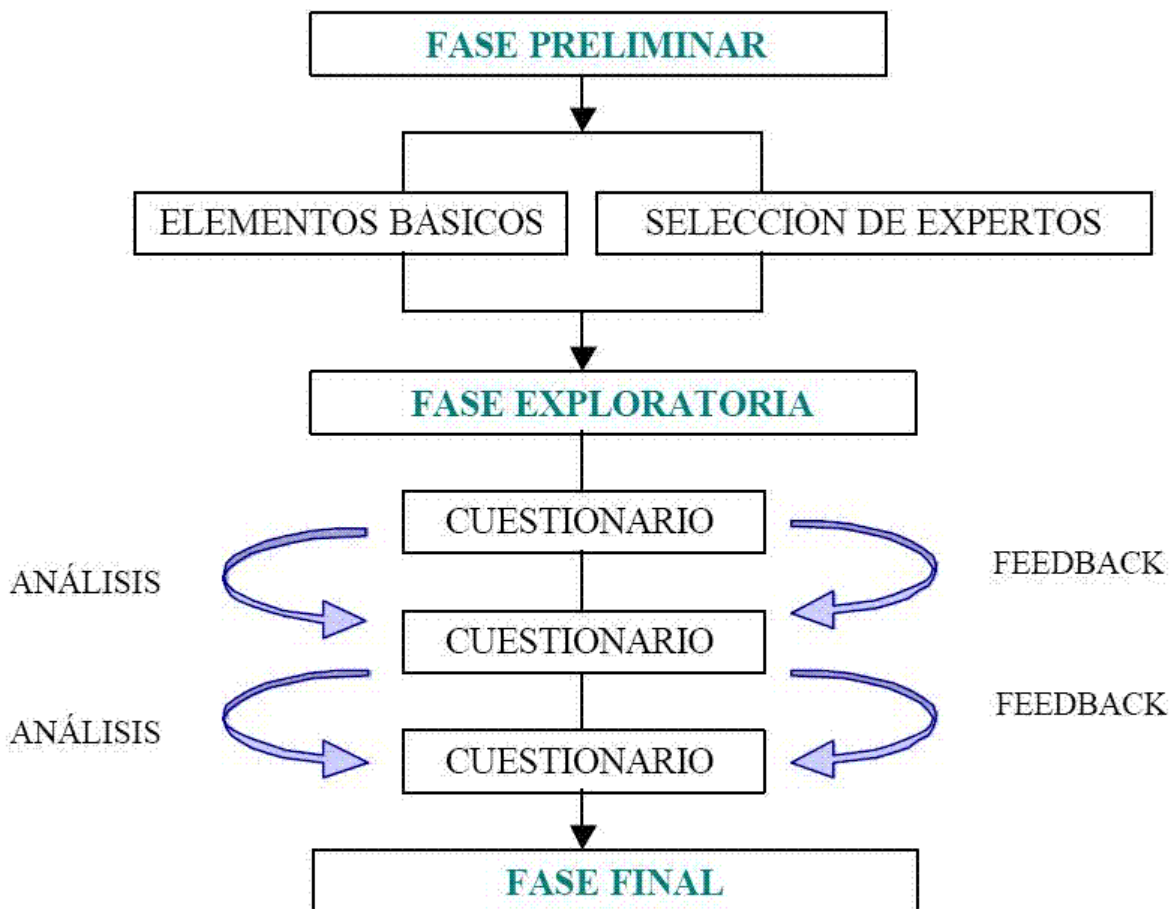 FASE PRELIMINAR
ELEMENTOS BASICOS
SELECCION DE EXPERTOS
FASE EXPLORATORIA
CUESTIONARIO
ANÁLISIS
FEEDBACK
CUESTIONARIO
ANÁLISIS
FEEDBACK
CUESTIONARIO
FASE FINAL